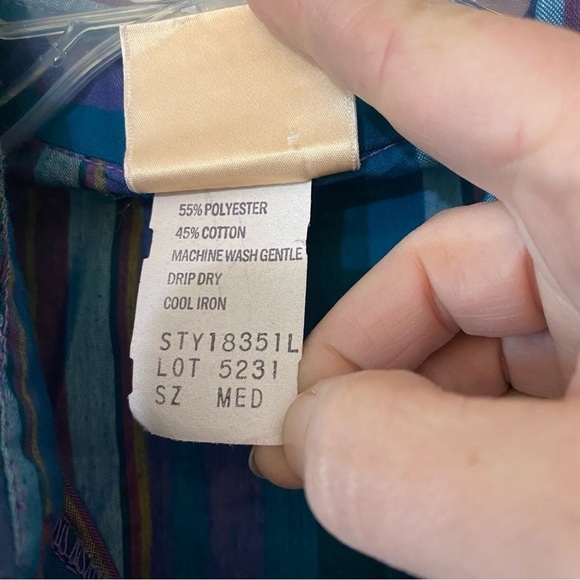 55% POLYESTER
45% COTTON
MACHINE WASH GENTLE
DRIP DRY
COOL IRON
STY18351L
LOT 5231
SZ MED